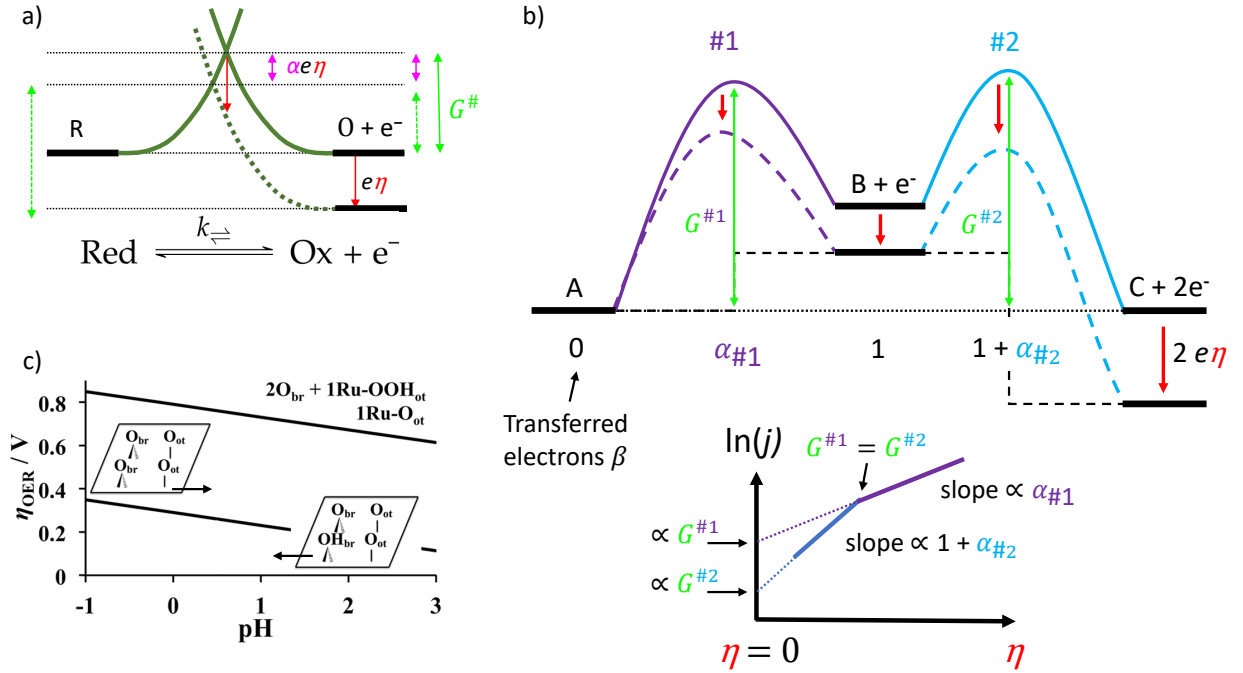 a)
αeη
G#
R
O + e⁻
eη
k⇌
Red ⇌ Ox + e⁻
b)
#1
#2
B + e-
G#1
G#2
A
C + 2e-
0
α#1
1
1 + α#2
2 eη
Transferred
electrons β
ln(j)
G#1 = G#2
slope ∝ α#1
∝ G#1
slope ∝ 1 + α#2
∝ G#2
η = 0
η
c)
0.8
0.6
0.4
0.2
0
ηOER / V
2Obr + 1Ru-OOHot
1Ru-Oot
Obr Oot
Obr Oot
Obr Oot
OHbr Oot
-1
0
1
2
3
pH